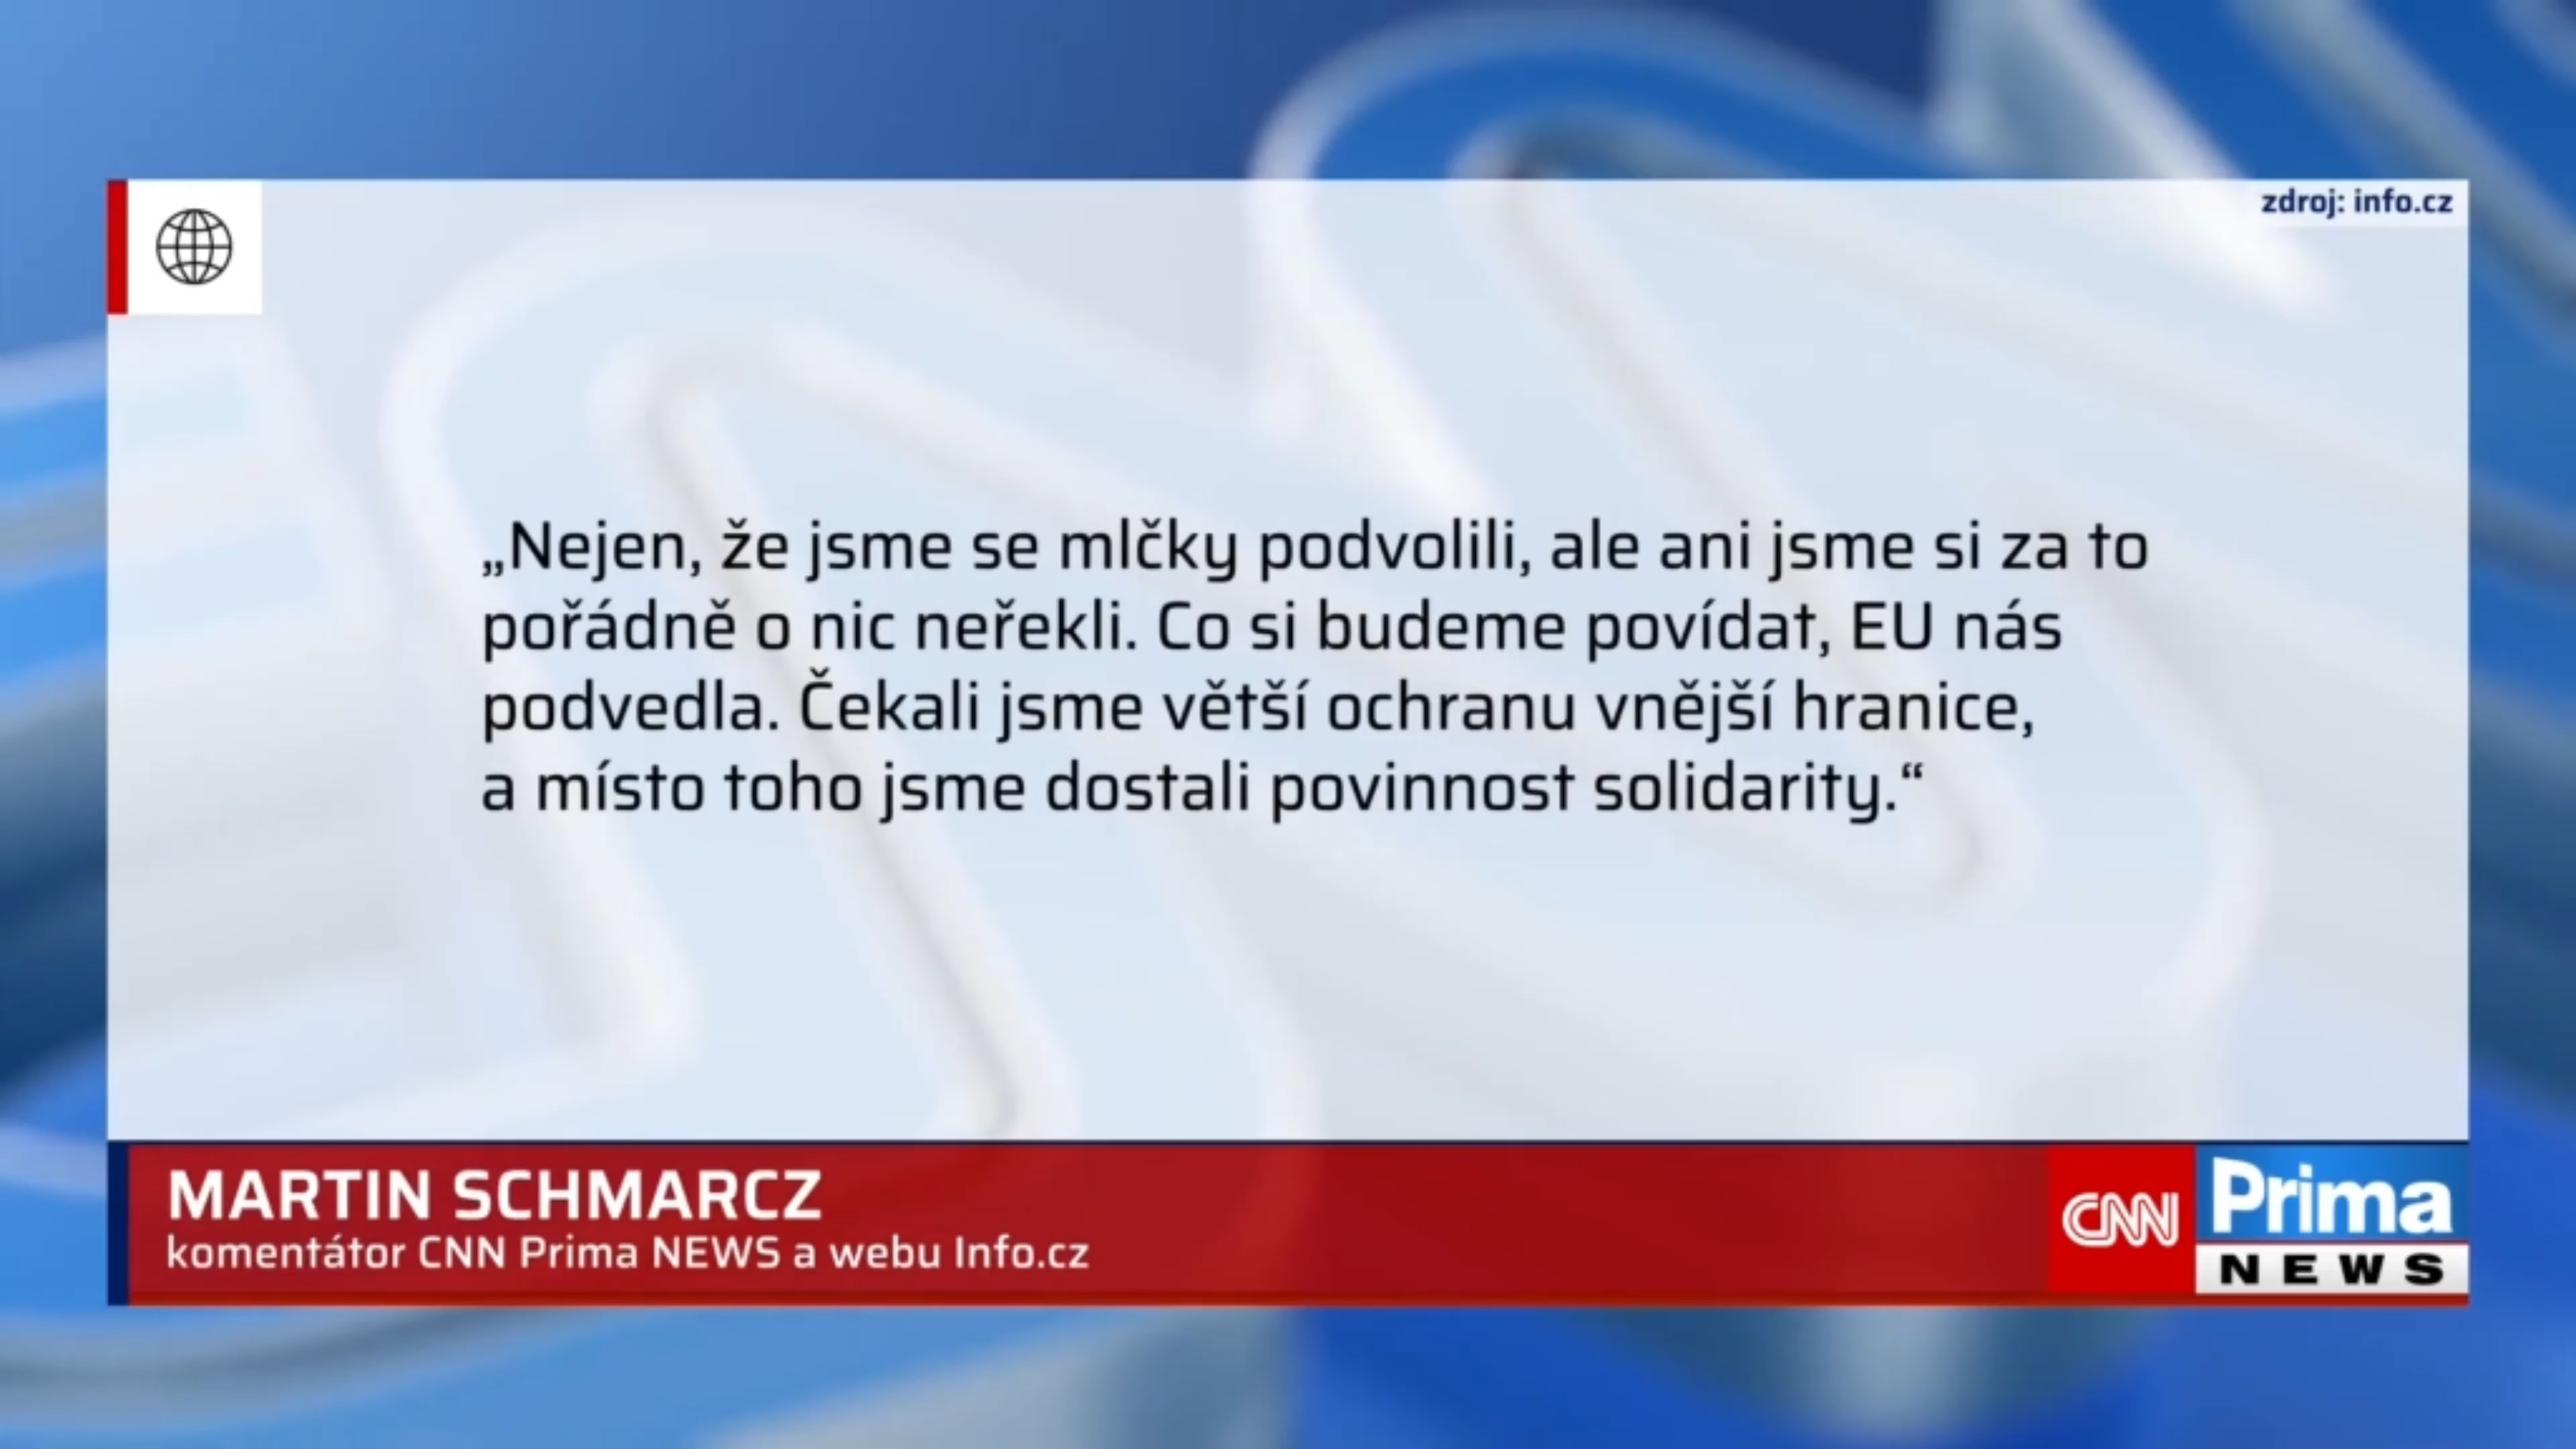 zdroj: info.cz
„Nejen, že jsme se mlčky podvolili, ale ani jsme si za to
pořádně o nic neřekli. Co si budeme povídat, EU nás
podvedla. Čekali jsme větší ochranu vnější hranice,
a místo toho jsme dostali povinnost solidarity.“
MARTIN SCHMARCZ
komentátor CNN Prima NEWS a webu Info.cz
CNN Prima
NEWS